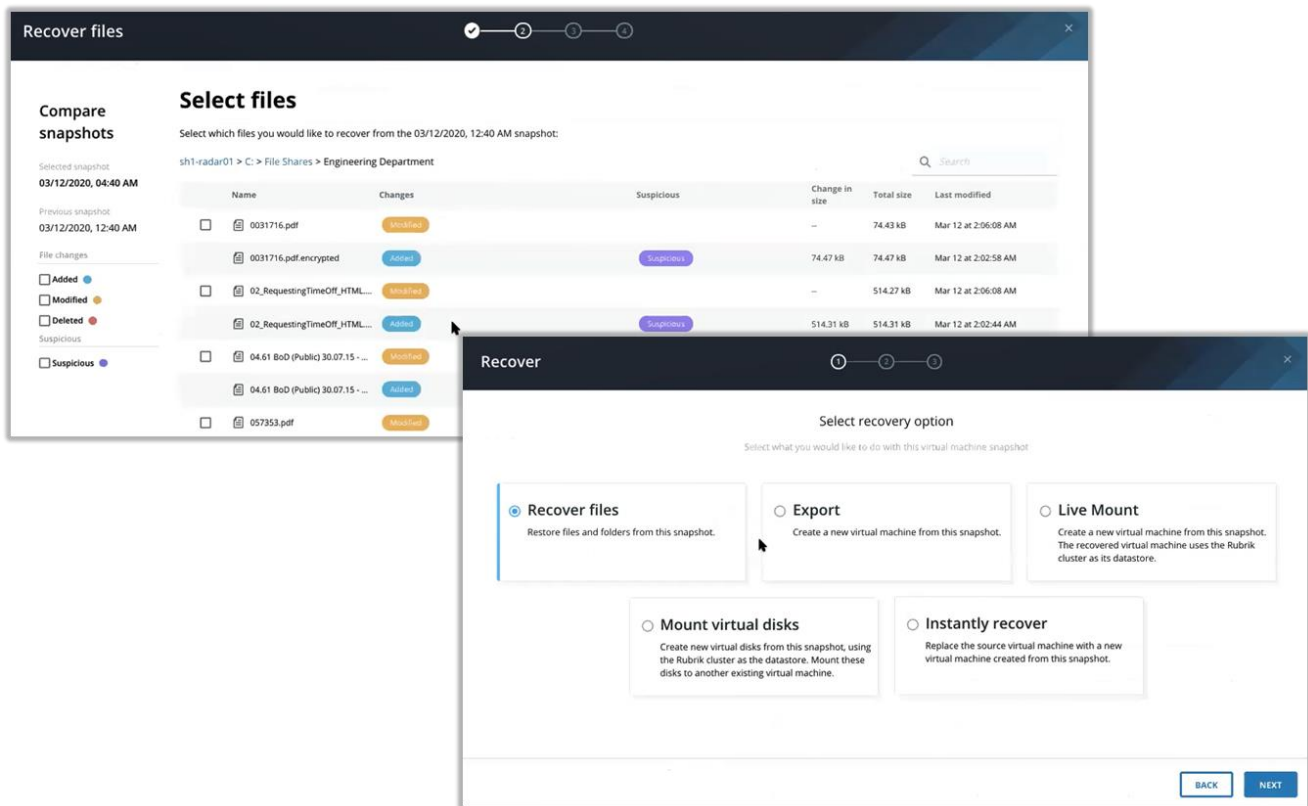 Recover files
2
3
4
Compare
snapshots
Selected snapshot
03/12/2020, 04:40 AM
Previous snapshot
03/12/2020, 12:40 AM
File changes
Added
Modified
Deleted
Suspicious
Suspicious
Select files
Select which files you would like to recover from the 03/12/2020, 12:40 AM snapshot:
sh1-radar01 > C: > File Shares > Engineering Department
Search
Name Changes Suspicious Change in size Total size Last modified
0031716.pdf Modified -- 74.43 kB Mar 12 at 2:06:08 AM
0031716.pdf.encrypted Added Suspicious 74.47 kB 74.47 kB Mar 12 at 2:02:58 AM
02_RequestingTimeOff_HTML.... Modified -- 514.27 kB Mar 12 at 2:06:08 AM
02_RequestingTimeOff_HTML.... Added Suspicious 514.31 kB 514.31 kB Mar 12 at 2:02:44 AM
04.61 BoD (Public) 30.07.15 - ... Modified
04.61 BoD (Public) 30.07.15 - ... Added
057353.pdf Modified
Recover
1
2
3
Select recovery option
Select what you would like to do with this virtual machine snapshot
Recover files
Restore files and folders from this snapshot.
Export
Create a new virtual machine from this snapshot.
Live Mount
Create a new virtual machine from this snapshot.
The recovered virtual machine uses the Rubrik
cluster as its datastore.
Mount virtual disks
Create new virtual disks from this snapshot, using
the Rubrik cluster as the datastore. Mount these
disks to another existing virtual machine.
Instantly recover
Replace the source virtual machine with a new
virtual machine created from this snapshot.
BACK
NEXT